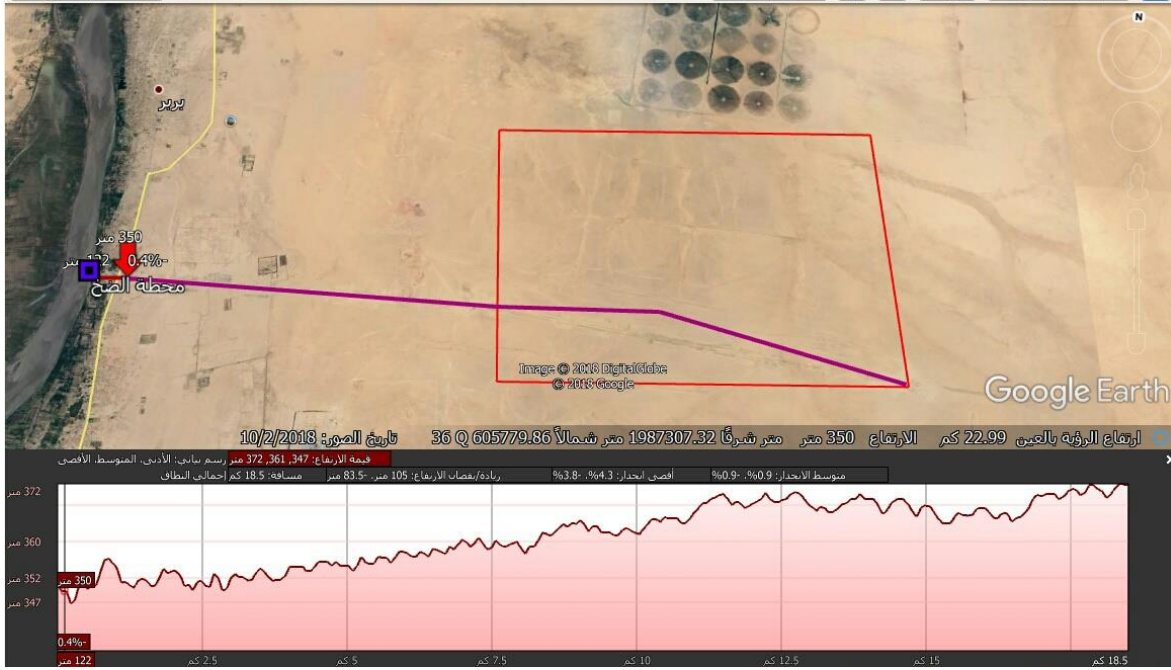 N
بربر
350 متر
122 متر
-0.4%
محطة الضخ
Image © 2018 DigitalGlobe
© 2018 Google
Google Earth
تاريخ الصور: 10/2/2018 36 Q 605779.86 متر شرقًا 1987307.32 متر شمالاً الارتفاع 350 متر ارتفاع الرؤية بالعين 22.99 كم
رسم بياني: الأدنى، المتوسط، الأقصى قيمة الارتفاع: 347, 361, 372 متر
إجمالي النطاف مسافة: 18.5 كم زيادة/نقصان الارتفاع: 105 متر، -83.5 متر أقصى انحدار: 4.3%، -3.8% متوسط الانحدار: 0.9%، -0.9%
372 متر
360 متر
352 متر
350 متر
347 متر
-0.4%
122 متر
2.5 كم
5 كم
7.5 كم
10 كم
12.5 كم
15 كم
18.5 كم